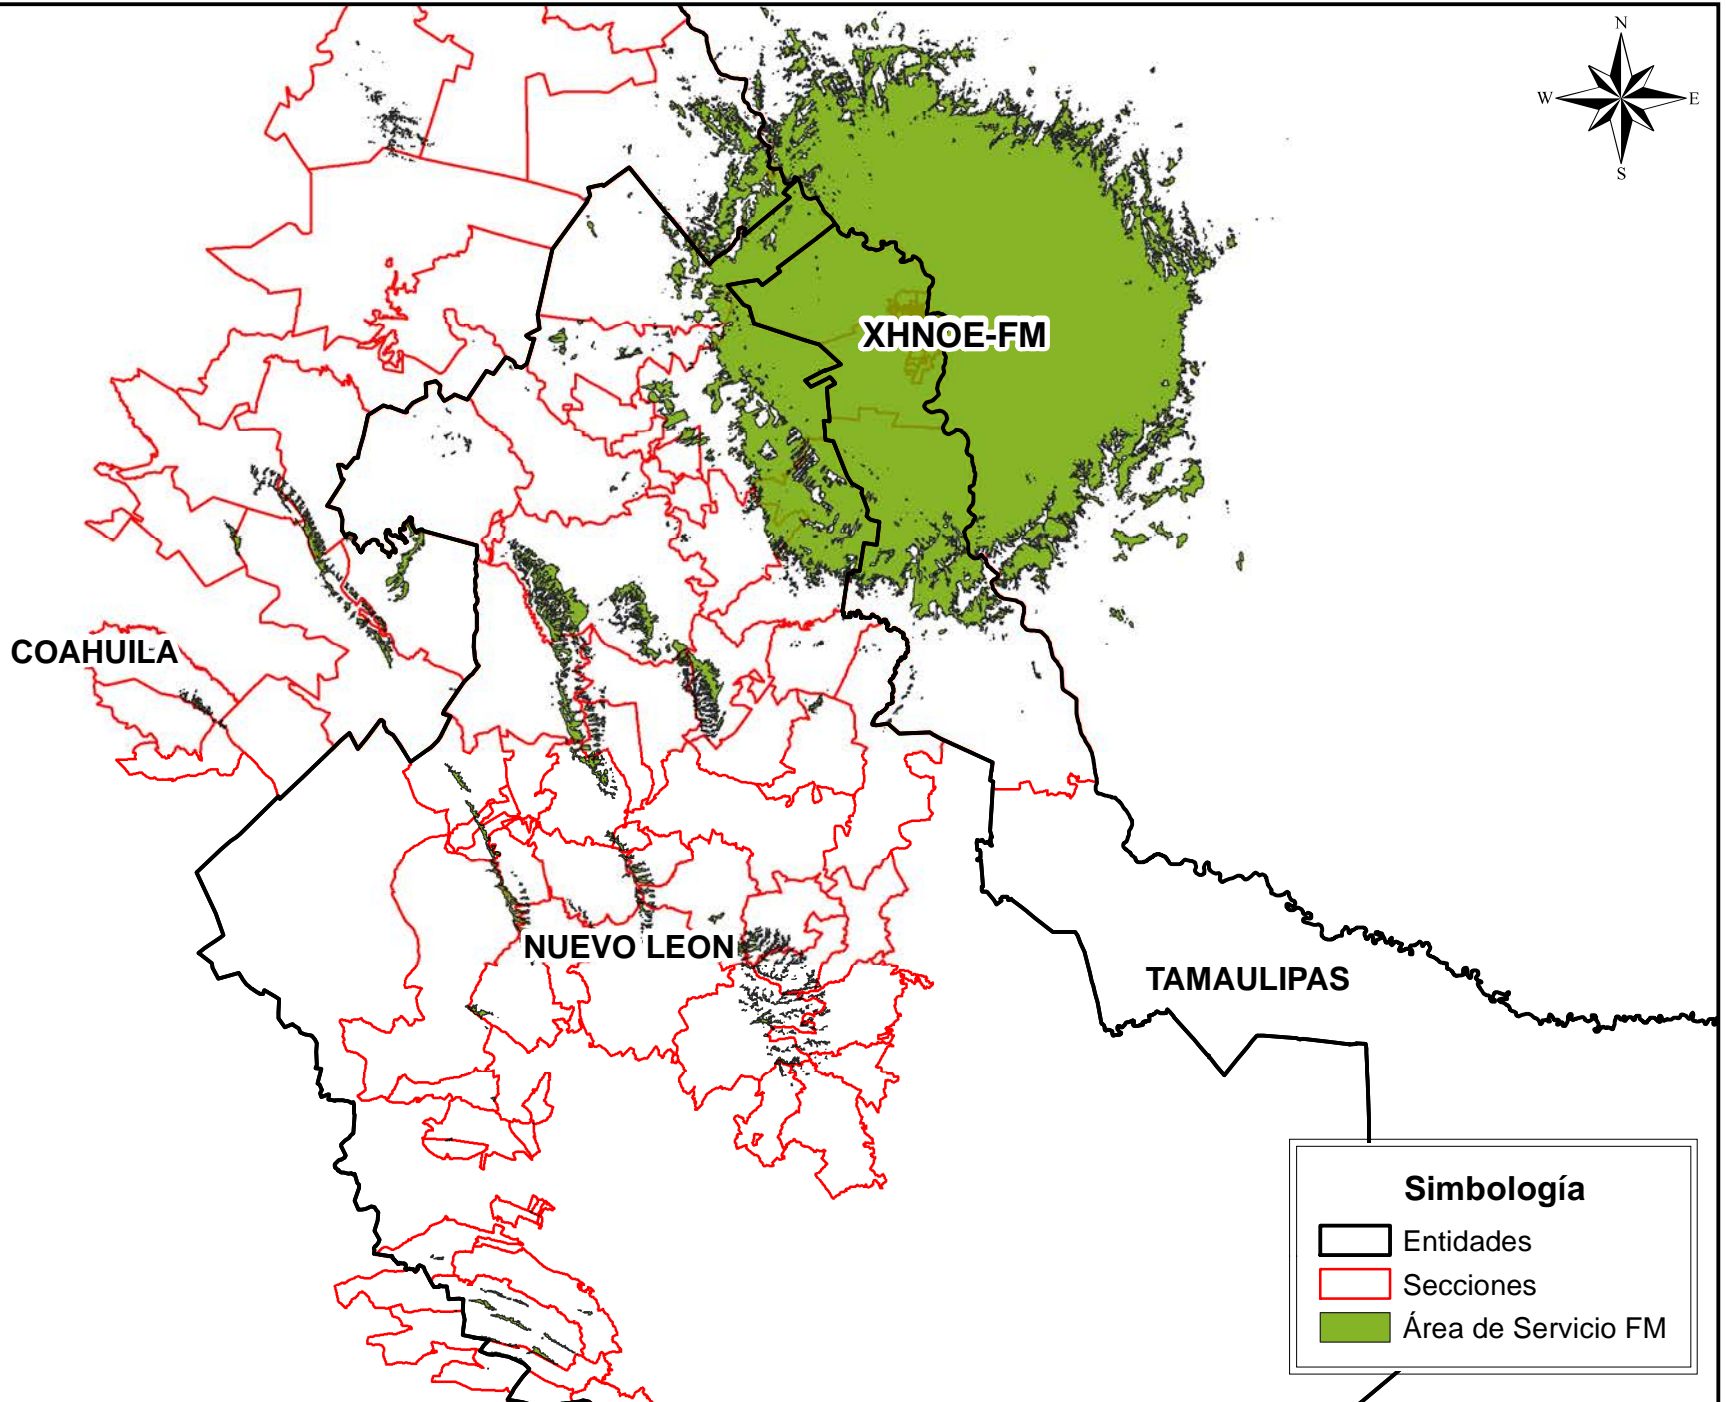 N
W E
S
XHNOE-FM
COAHUILA
NUEVO LEON
TAMAULIPAS
Simbología
Entidades
Secciones
Área de Servicio FM